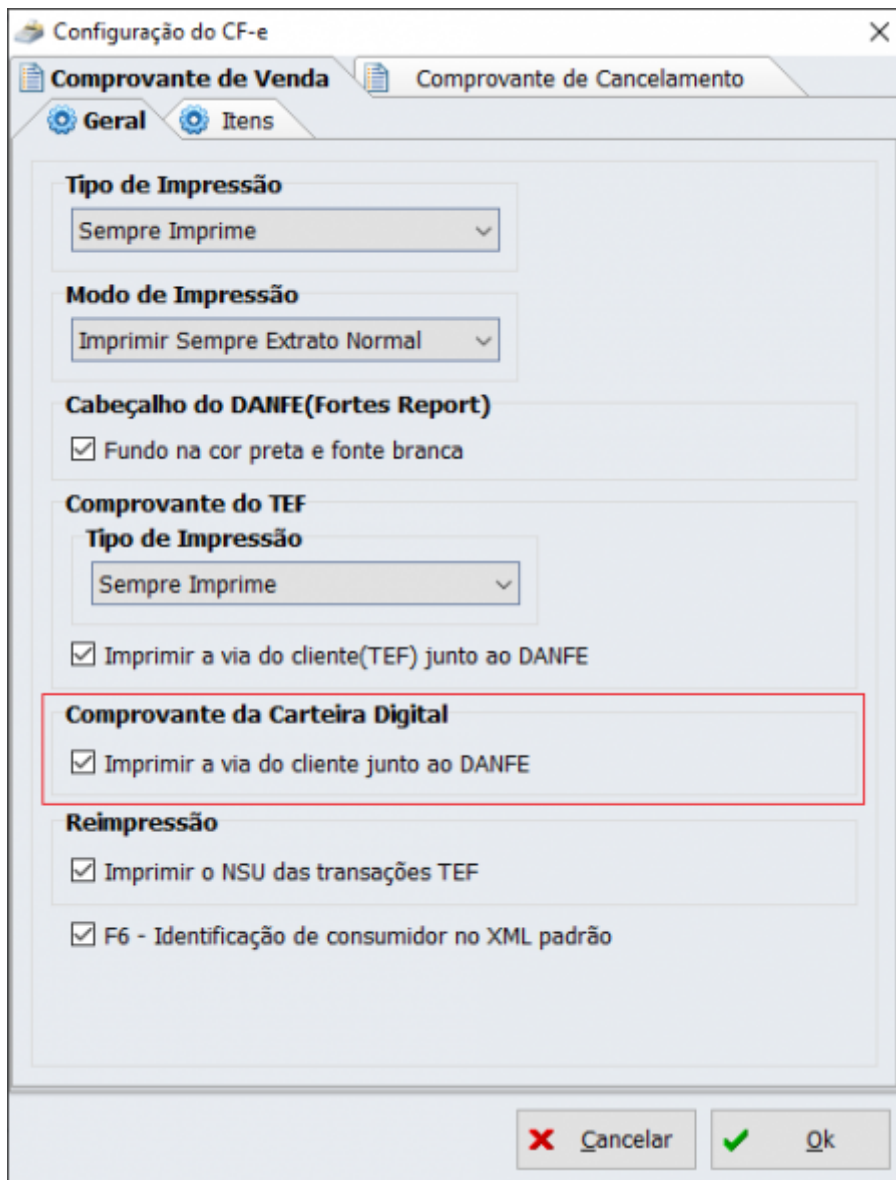 Configuração do CF-e
Comprovante de Venda
Comprovante de Cancelamento
Geral
Itens
Tipo de Impressão
Sempre Imprime
Modo de Impressão
Imprimir Sempre Extrato Normal
Cabeçalho do DANFE(Fortes Report)
Fundo na cor preta e fonte branca
Comprovante do TEF
Tipo de Impressão
Sempre Imprime
Imprimir a via do cliente(TEF) junto ao DANFE
Comprovante da Carteira Digital
Imprimir a via do cliente junto ao DANFE
Reimpressão
Imprimir o NSU das transações TEF
F6 - Identificação de consumidor no XML padrão
Cancelar
Ok